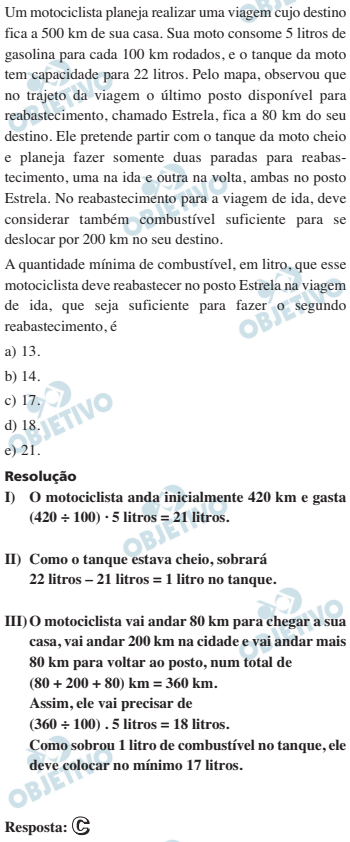 Um motociclista planeja realizar uma viagem cujo destino
fica a 500 km de sua casa. Sua moto consome 5 litros de
gasolina para cada 100 km rodados, e o tanque da moto
tem capacidade para 22 litros. Pelo mapa, observou que
no trajeto da viagem o último posto disponível para
reabastecimento, chamado Estrela, fica a 80 km do seu
destino. Ele pretende partir com o tanque da moto cheio
e planeja fazer somente duas paradas para reabas-
tecimento, uma na ida e outra na volta, ambas no posto
Estrela. No reabastecimento para a viagem de ida, deve
considerar também combustível suficiente para se
deslocar por 200 km no seu destino.
A quantidade mínima de combustível, em litro, que esse
motociclista deve reabastecer no posto Estrela na viagem
de ida, que seja suficiente para fazer o segundo
reabastecimento, é
a) 13.
b) 14.
c) 17.
d) 18.
e) 21.
Resolução
I) O motociclista anda inicialmente 420 km e gasta
(420 ÷ 100) · 5 litros = 21 litros.
II) Como o tanque estava cheio, sobrará
22 litros – 21 litros = 1 litro no tanque.
III) O motociclista vai andar 80 km para chegar a sua
casa, vai andar 200 km na cidade e vai andar mais
80 km para voltar ao posto, num total de
(80 + 200 + 80) km = 360 km.
Assim, ele vai precisar de
(360 ÷ 100) . 5 litros = 18 litros.
Como sobrou 1 litro de combustível no tanque, ele
deve colocar no mínimo 17 litros.
Resposta: C
OBJETIVO
OBJETIVO
OBJETIVO
OBJETIVO
OBJETIVO
OBJETIVO
OBJETIVO